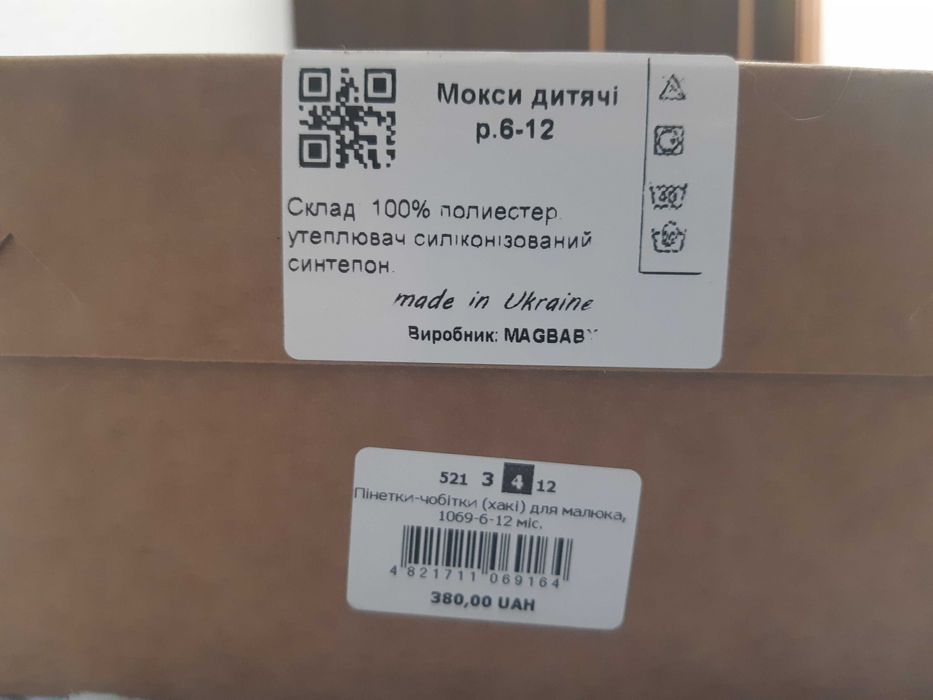 Мокси дитячі
р.6-12
Склад 100% полиестер.
утеплювач силіконізований
синтепон.
made in Ukraine
Виробник: MAGBABY
40
521 3 4 12
Пінетки-чобітки (хакі) для малюка,
1069-6-12 міс.
4 821711 069164
380,00 UAH